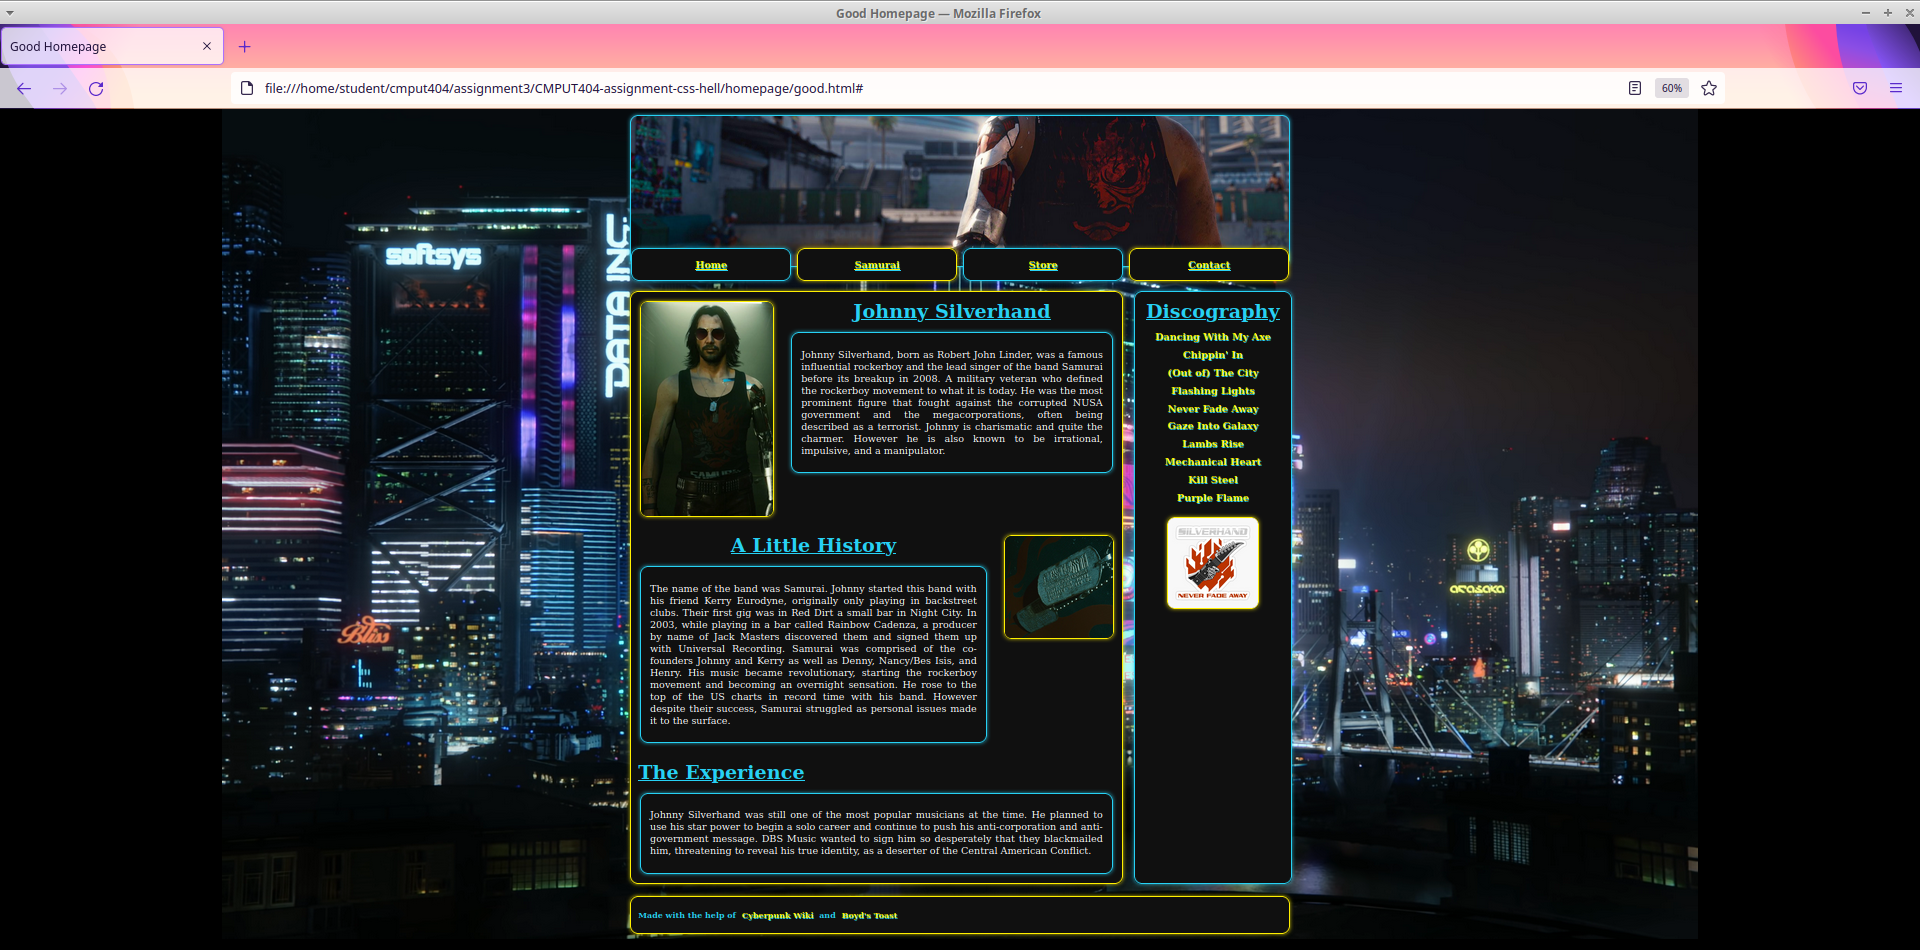 Good Homepage — Mozilla Firefox
Good Homepage
file:///home/student/cmput404/assignment3/CMPUT404-assignment-css-hell/homepage/good.html#
60%
softsys
DATA INC
Bliss
arasaka
Home
Samurai
Store
Contact
Johnny Silverhand
Johnny Silverhand, born as Robert John Linder, was a famous
influential rockerboy and the lead singer of the band Samurai
before its breakup in 2008. A military veteran who defined
the rockerboy movement to what it is today. He was the most
prominent figure that fought against the corrupted NUSA
government and the megacorporations, often being
described as a terrorist. Johnny is charismatic and quite the
charmer. However he is also known to be irrational,
impulsive, and a manipulator.
SAMURAI
A Little History
The name of the band was Samurai. Johnny started this band with
his friend Kerry Eurodyne, originally only playing in backstreet
clubs. Their first gig was in Red Dirt a small bar in Night City. In
2003, while playing in a bar called Rainbow Cadenza, a producer
by name of Jack Masters discovered them and signed them up
with Universal Recording. Samurai was comprised of the co-
founders Johnny and Kerry as well as Denny, Nancy/Bes Isis, and
Henry. His music became revolutionary, starting the rockerboy
movement and becoming an overnight sensation. He rose to the
top of the US charts in record time with his band. However
despite their success, Samurai struggled as personal issues made
it to the surface.
The Experience
Johnny Silverhand was still one of the most popular musicians at the time. He planned to
use his star power to begin a solo career and continue to push his anti-corporation and anti-
government message. DBS Music wanted to sign him so desperately that they blackmailed
him, threatening to reveal his true identity, as a deserter of the Central American Conflict.
Discography
Dancing With My Axe
Chippin' In
(Out of) The City
Flashing Lights
Never Fade Away
Gaze Into Galaxy
Lambs Rise
Mechanical Heart
Kill Steel
Purple Flame
SILVERHAND
NEVER FADE AWAY
Made with the help of Cyberpunk Wiki and Boyd's Toast